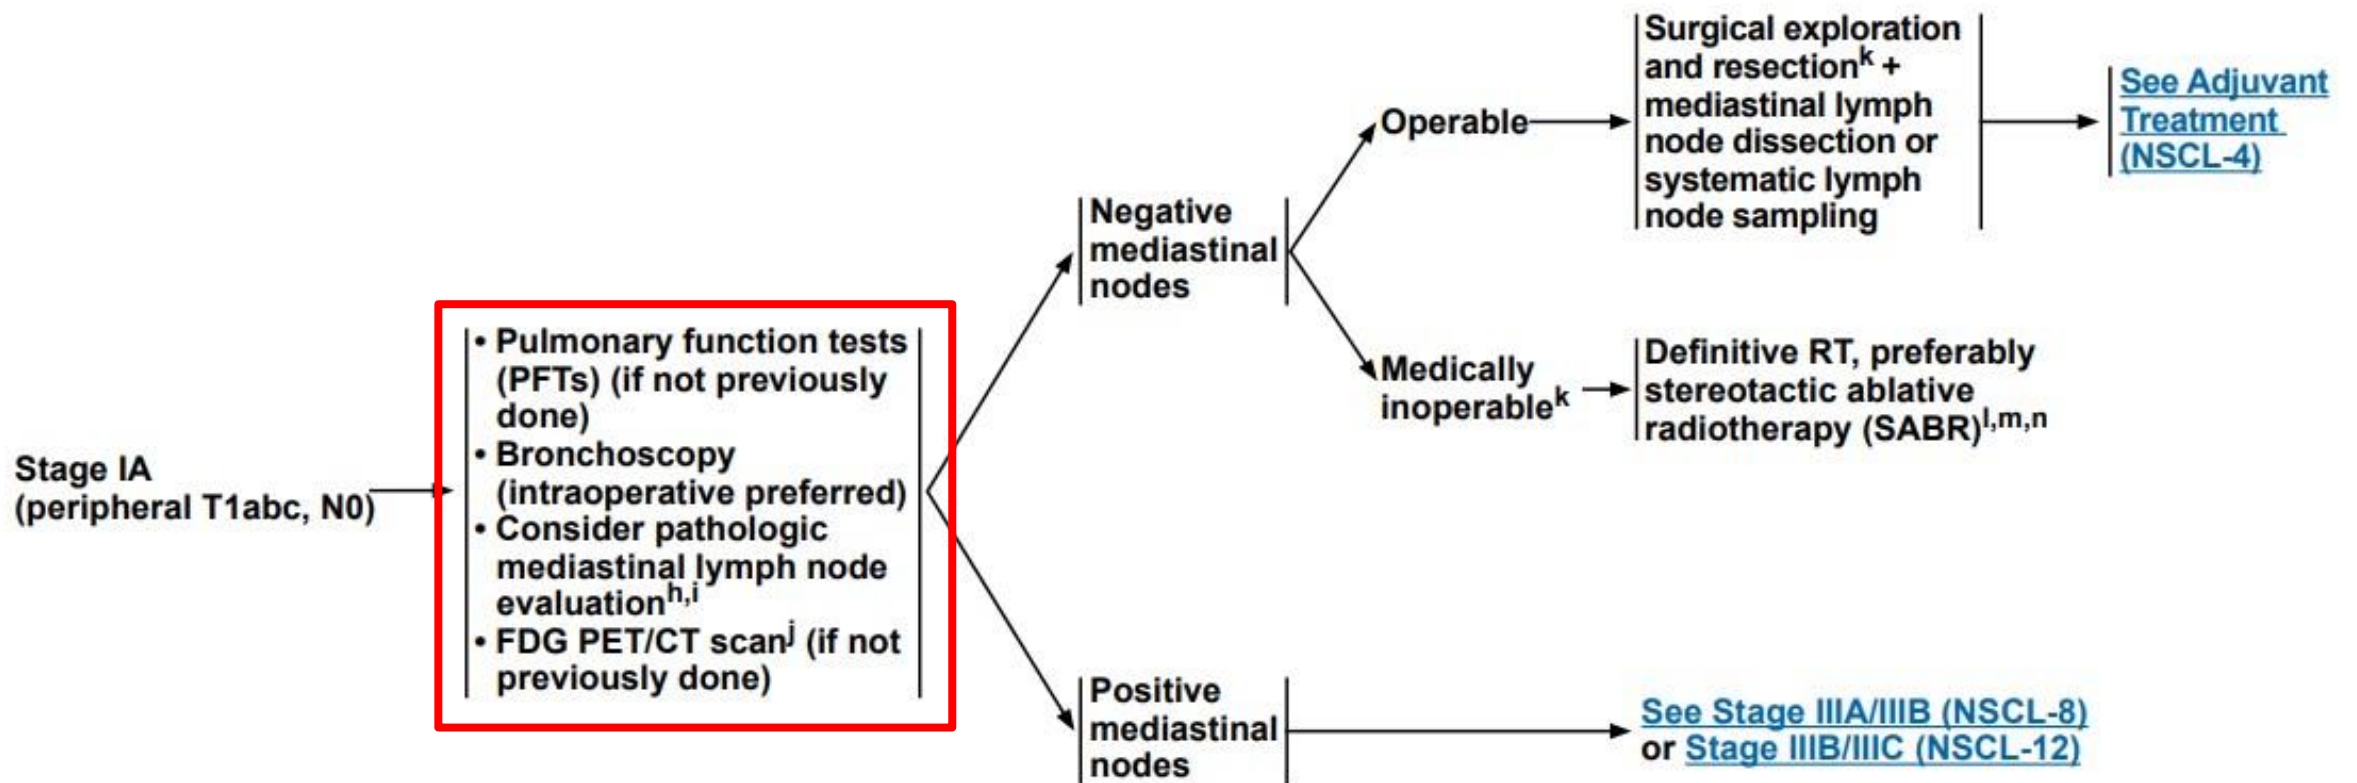 Stage IA
(peripheral T1abc, N0)
• Pulmonary function tests
(PFTs) (if not previously
done)
• Bronchoscopy
(intraoperative preferred)
• Consider pathologic
mediastinal lymph node
evaluationh,i
• FDG PET/CT scanj (if not
previously done)
Negative
mediastinal
nodes
Operable
Surgical exploration
and resectionk +
mediastinal lymph
node dissection or
systematic lymph
node sampling
See Adjuvant
Treatment
(NSCL-4)
Medically
inoperablek
Definitive RT, preferably
stereotactic ablative
radiotherapy (SABR)l,m,n
Positive
mediastinal
nodes
See Stage IIIA/IIIB (NSCL-8)
or Stage IIIB/IIIC (NSCL-12)